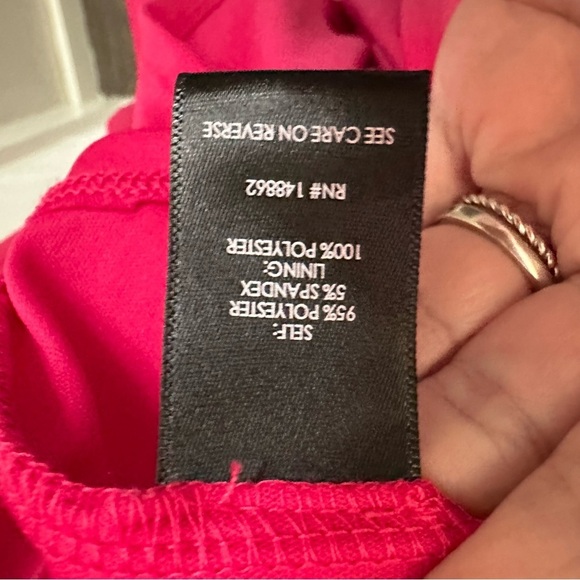 SELF:
95% POLYESTER
5% SPANDEX
LINING:
100% POLYESTER
RN# 148862
SEE CARE ON REVERSE